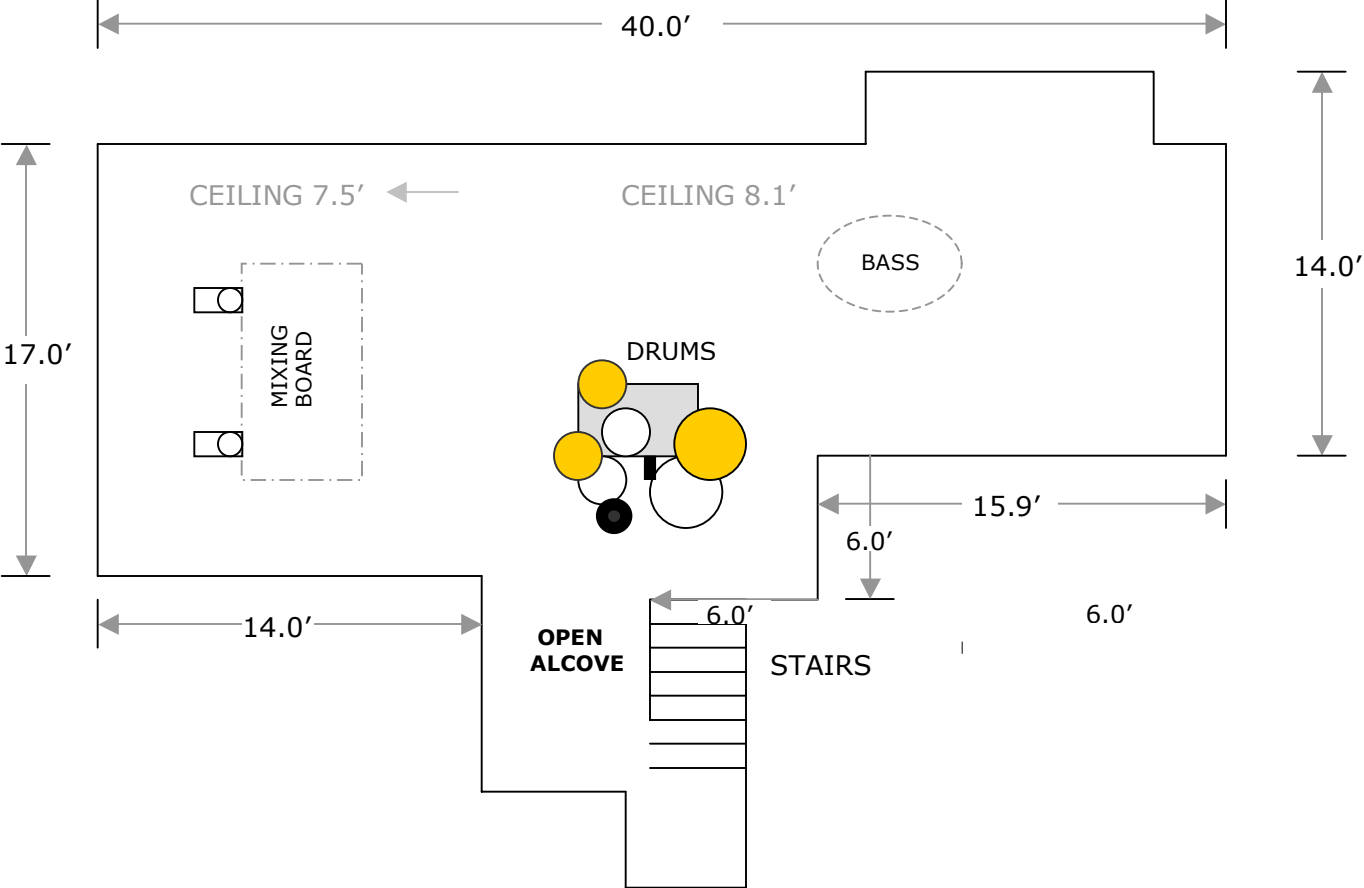 40.0’
CEILING 7.5’
CEILING 8.1’
BASS
14.0’
17.0’
MIXING
BOARD
DRUMS
15.9’
6.0’
6.0’
6.0’
14.0’
OPEN
ALCOVE
STAIRS